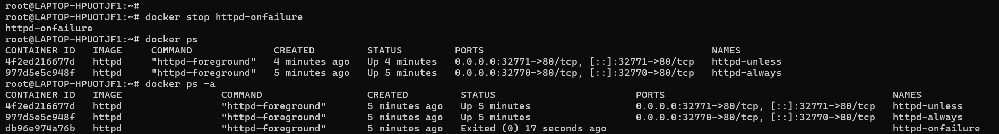 root@LAPTOP-HPUOTJF1:~#
root@LAPTOP-HPUOTJF1:~# docker stop httpd-onfailure
httpd-onfailure
root@LAPTOP-HPUOTJF1:~# docker ps
CONTAINER ID   IMAGE     COMMAND              CREATED         STATUS         PORTS                                       NAMES
4f2ed216677d   httpd     "httpd-foreground"   4 minutes ago   Up 4 minutes   0.0.0.0:32771->80/tcp, [::]:32771->80/tcp   httpd-unless
977d5e5c948f   httpd     "httpd-foreground"   5 minutes ago   Up 5 minutes   0.0.0.0:32770->80/tcp, [::]:32770->80/tcp   httpd-always
root@LAPTOP-HPUOTJF1:~# docker ps -a
CONTAINER ID   IMAGE                 COMMAND                  CREATED         STATUS                        PORTS                                       NAMES
4f2ed216677d   httpd                 "httpd-foreground"       5 minutes ago   Up 5 minutes                  0.0.0.0:32771->80/tcp, [::]:32771->80/tcp   httpd-unless
977d5e5c948f   httpd                 "httpd-foreground"       5 minutes ago   Up 5 minutes                  0.0.0.0:32770->80/tcp, [::]:32770->80/tcp   httpd-always
db96e974a76b   httpd                 "httpd-foreground"       5 minutes ago   Exited (0) 17 seconds ago                                                 httpd-onfailure